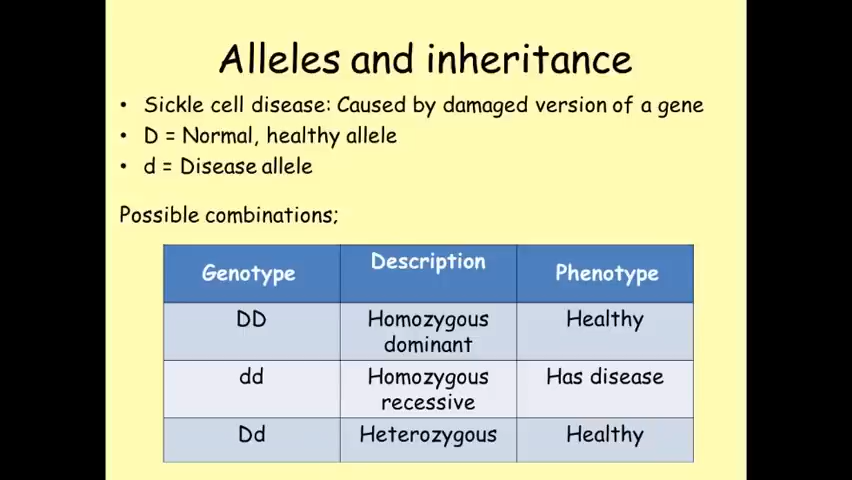 Alleles and inheritance
• Sickle cell disease: Caused by damaged version of a gene
• D = Normal, healthy allele
• d = Disease allele
Possible combinations;
Genotype Description Phenotype
DD Homozygous dominant Healthy
dd Homozygous recessive Has disease
Dd Heterozygous Healthy